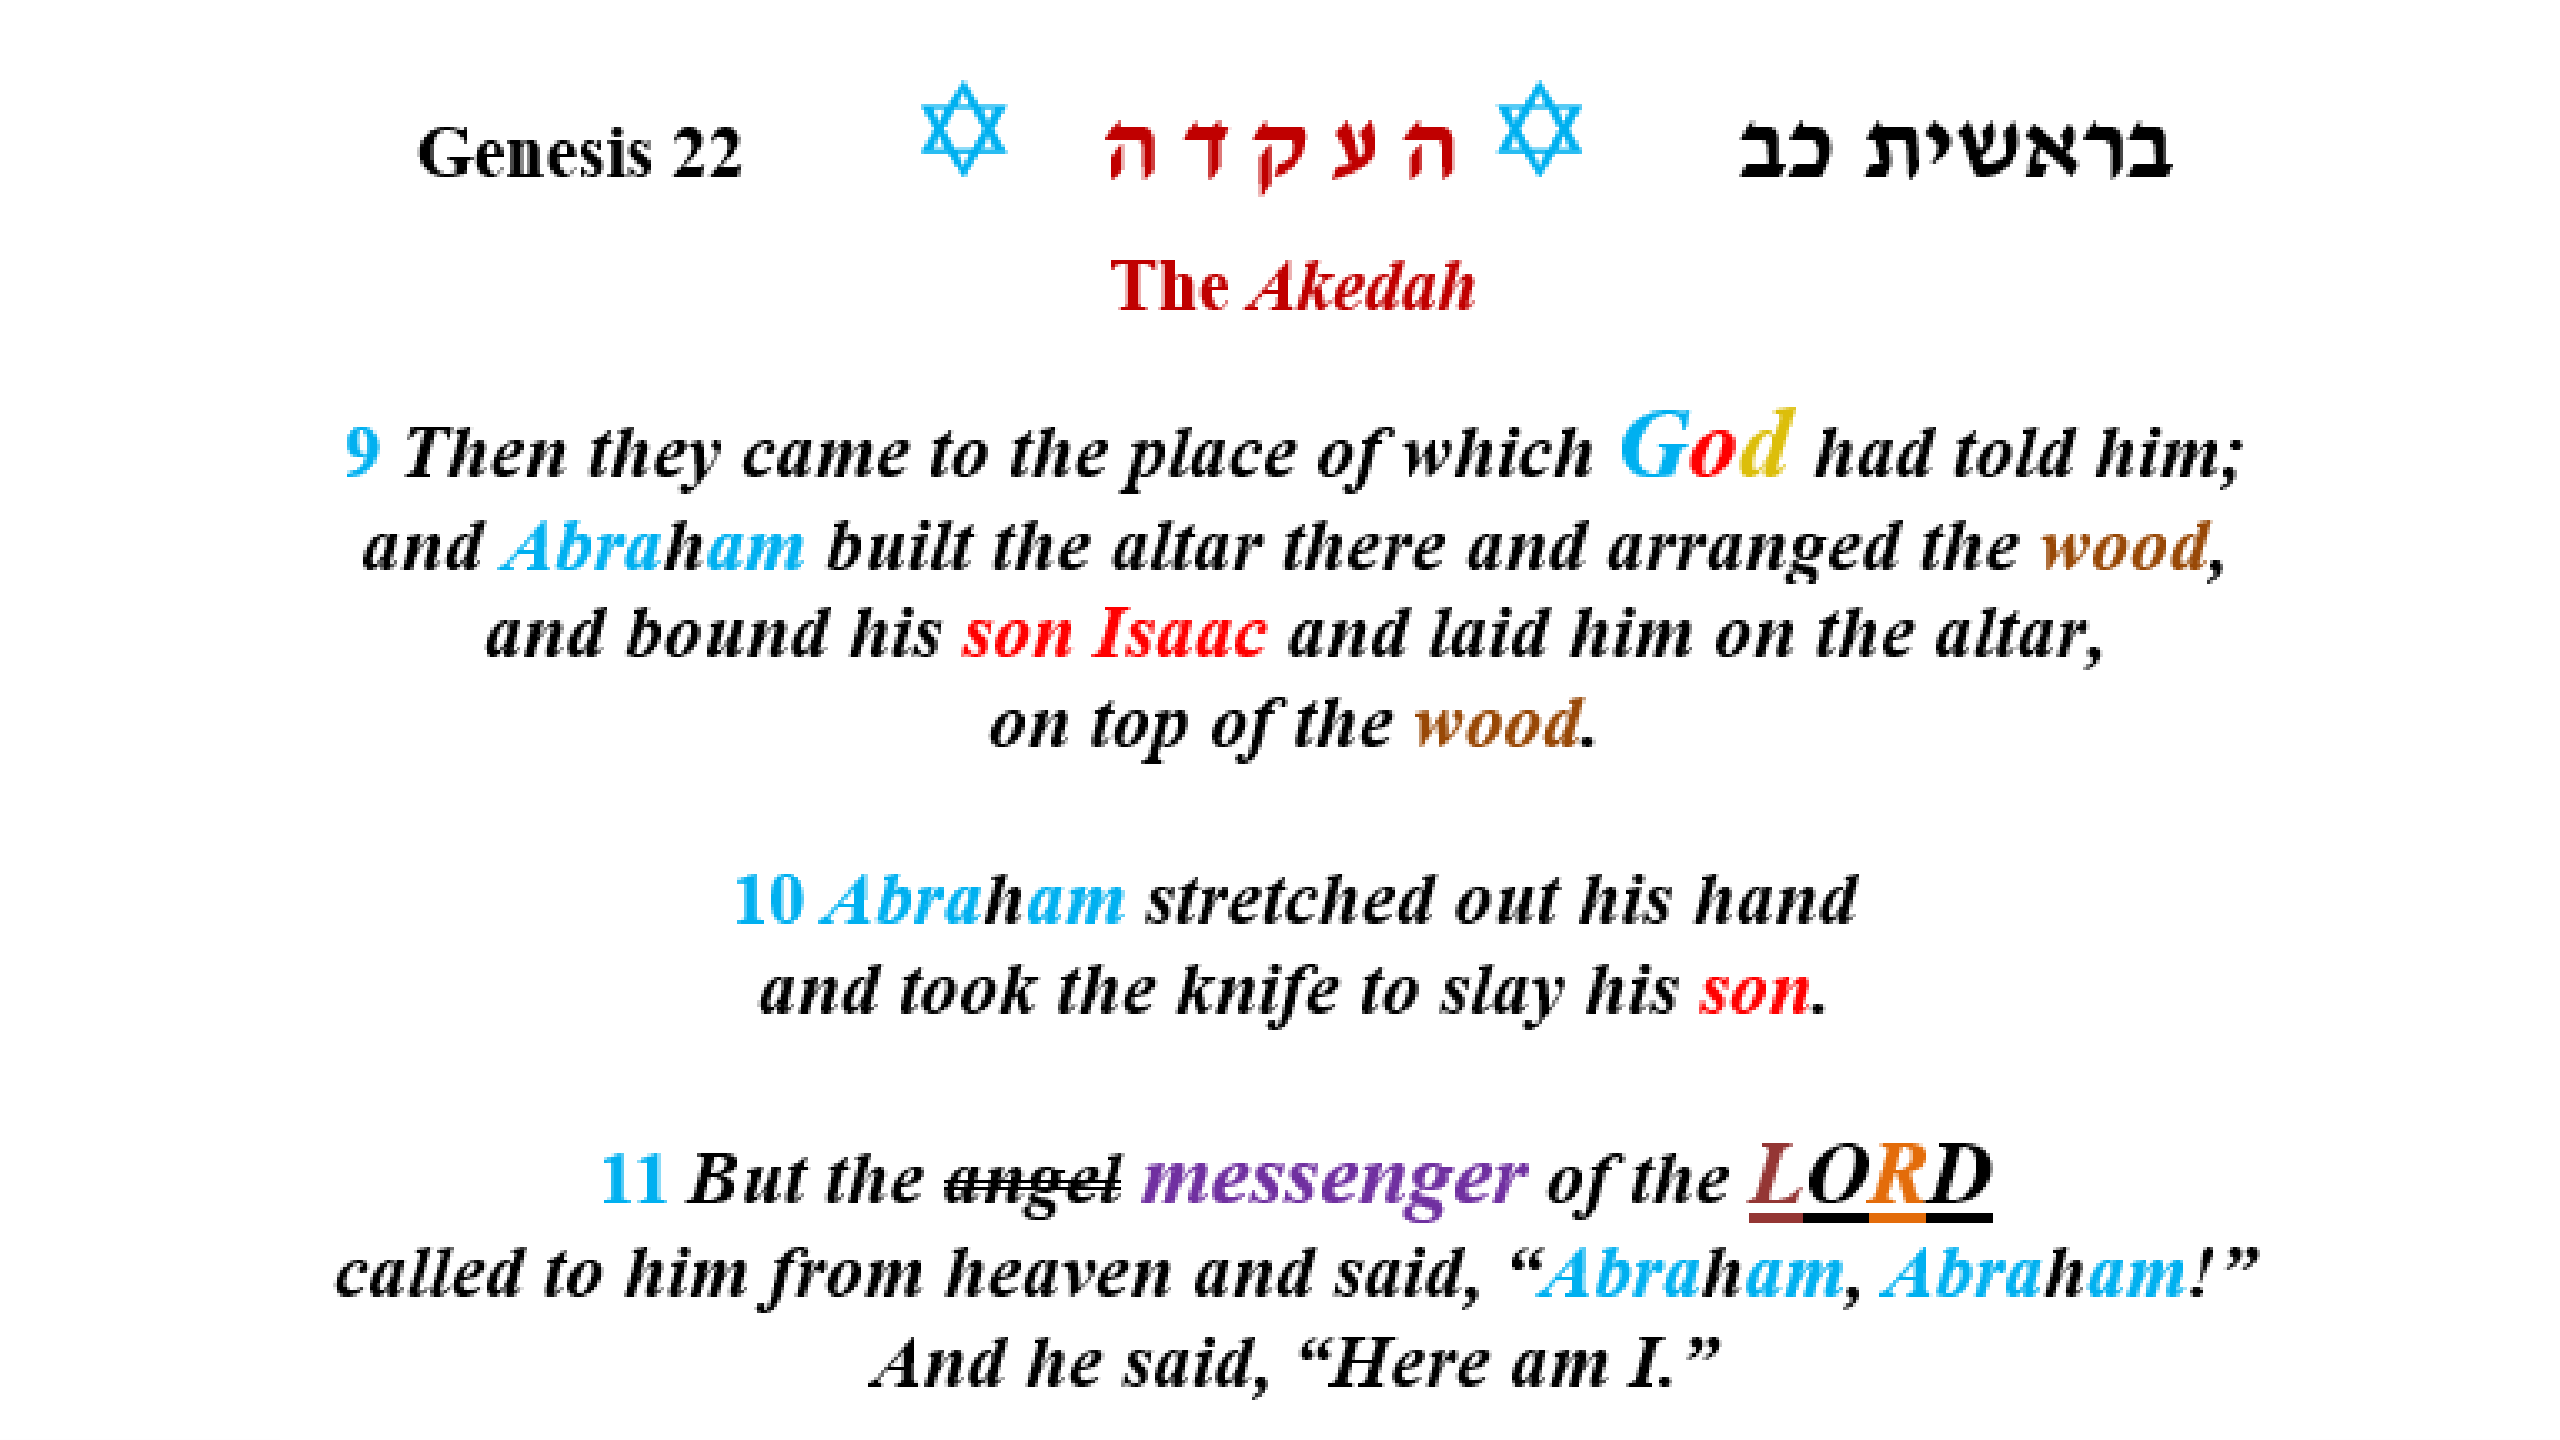 Genesis 22 ✡ ה ע ק ד ה ✡ בראשית כב
The Akedah
9 Then they came to the place of which God had told him;
and Abraham built the altar there and arranged the wood,
and bound his son Isaac and laid him on the altar,
on top of the wood.
10 Abraham stretched out his hand
and took the knife to slay his son.
11 But the angel messenger of the LORD
called to him from heaven and said, “Abraham, Abraham!”
And he said, “Here am I.”